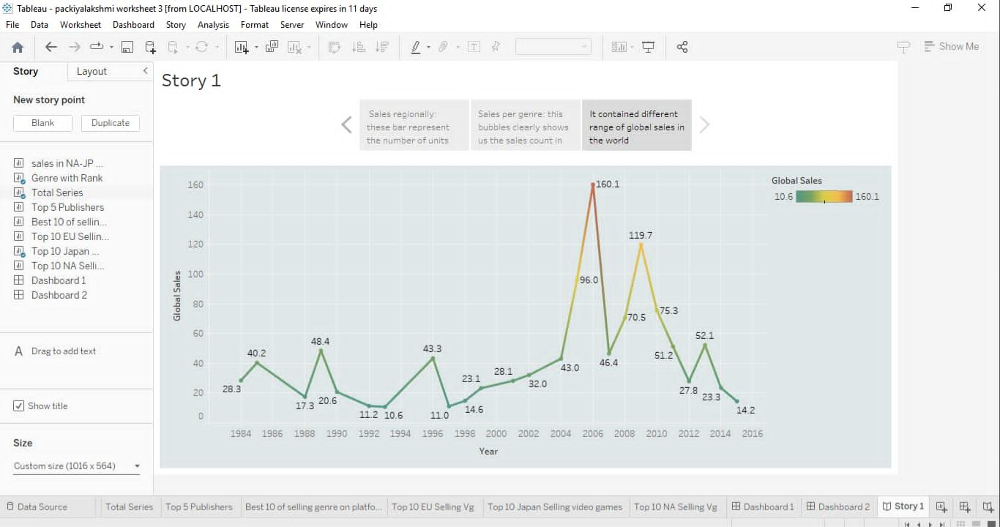 Tableau - packiyalakshmi worksheet 3 [from LOCALHOST] - Tableau license expires in 11 days
File Data Worksheet Dashboard Story Analysis Format Server Window Help
Show Me
Story Layout
New story point
Blank Duplicate
sales in NA-JP ...
Genre with Rank
Total Series
Top 5 Publishers
Best 10 of sellin...
Top 10 EU Sellin...
Top 10 Japan ...
Top 10 NA Selli...
Dashboard 1
Dashboard 2
A Drag to add text
Show title
Size
Custom size (1016 x 564)
Story 1
Sales regionally:
these bar represent
the number of units
Sales per genre: this
bubbles clearly shows
us the sales count in
It contained different
range of global sales in
the world
Global Sales
10.6 160.1
Global Sales
160
140
120
100
80
60
40
20
0
28.3
40.2
17.3
48.4
20.6
11.2
10.6
43.3
11.0
14.6
23.1
28.1
32.0
43.0
96.0
160.1
46.4
70.5
119.7
75.3
51.2
27.8
52.1
23.3
14.2
1984 1986 1988 1990 1992 1994 1996 1998 2000 2002 2004 2006 2008 2010 2012 2014 2016
Year
Data Source Total Series Top 5 Publishers Best 10 of selling genre on platfo... Top 10 EU Selling Vg Top 10 Japan Selling video games Top 10 NA Selling Vg Dashboard 1 Dashboard 2 Story 1